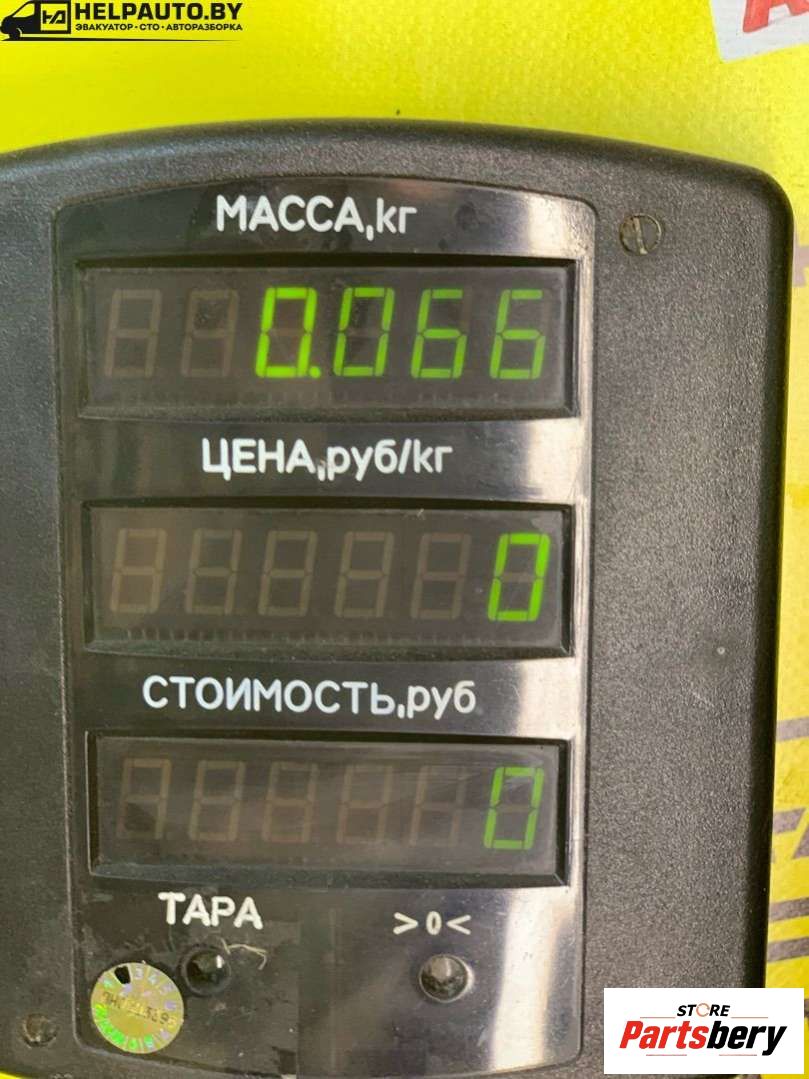 HELPAUTO.BY
ЭВАКУАТОР•СТО•АВТОРАЗБОРКА
МАССА,кг
0.066
ЦЕНА,руб/кг
0
СТОИМОСТЬ,руб
0
ТАРА >0<
STORE
Partsbery